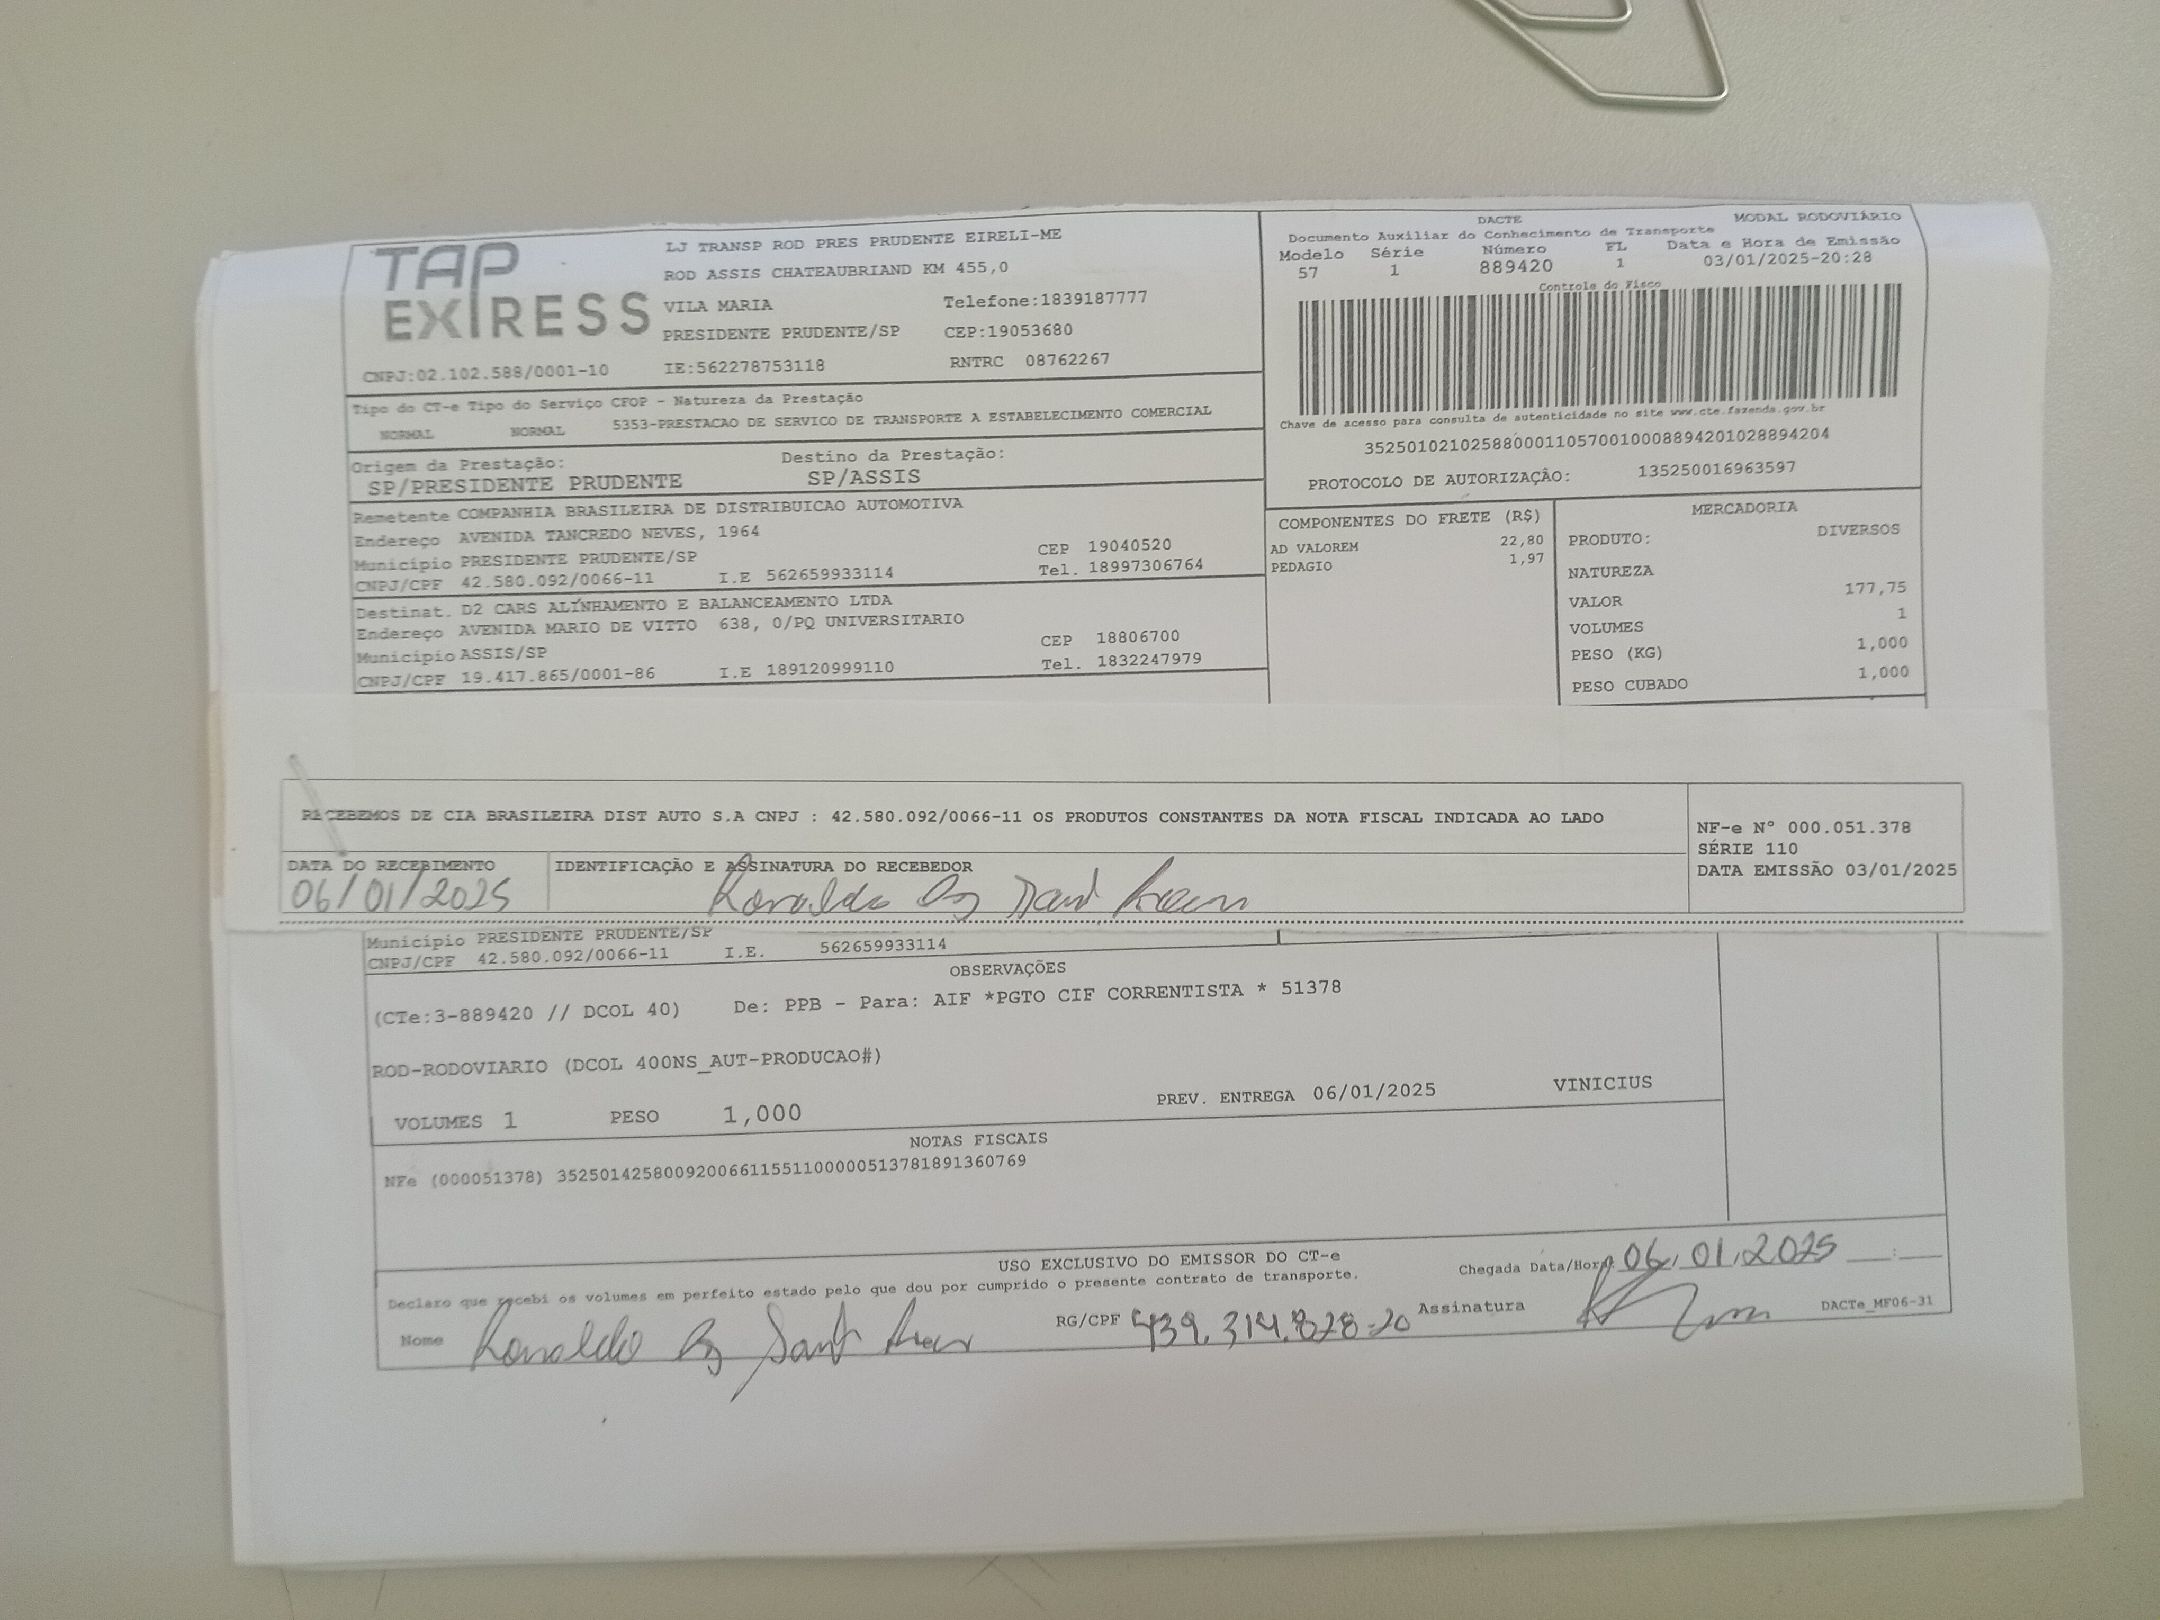 TAP
EXPRESS
LJ TRANSP ROD PRES PRUDENTE EIRELI-ME
ROD ASSIS CHATEAUBRIAND KM 455,0
VILA MARIA Telefone:1839187777
PRESIDENTE PRUDENTE/SP CEP:19053680
CNPJ:02.102.588/0001-10 IE:562278753118 RNTRC 08762267
DACTE MODAL RODOVIÁRIO
Documento Auxiliar do Conhecimento de Transporte
Modelo Série Número FL Data e Hora de Emissão
57 1 889420 1 03/01/2025-20:28
Controle do Fisco
Chave de acesso para consulta de autenticidade no site www.cte.fazenda.gov.br
35250102102588000110570010008894201028894204
PROTOCOLO DE AUTORIZAÇÃO: 135250016963597
Tipo do CT-e Tipo do Serviço CFOP - Natureza da Prestação
NORMAL NORMAL 5353-PRESTACAO DE SERVICO DE TRANSPORTE A ESTABELECIMENTO COMERCIAL
Origem da Prestação: Destino da Prestação:
SP/PRESIDENTE PRUDENTE SP/ASSIS
Remetente COMPANHIA BRASILEIRA DE DISTRIBUICAO AUTOMOTIVA
Endereço AVENIDA TANCREDO NEVES, 1964
Município PRESIDENTE PRUDENTE/SP CEP 19040520
CNPJ/CPF 42.580.092/0066-11 I.E 562659933114 Tel. 18997306764
Destinat. D2 CARS ALINHAMENTO E BALANCEAMENTO LTDA
Endereço AVENIDA MARIO DE VITTO 638, 0/PQ UNIVERSITARIO
Município ASSIS/SP CEP 18806700
CNPJ/CPF 19.417.865/0001-86 I.E 189120999110 Tel. 1832247979
COMPONENTES DO FRETE (R$)
AD VALOREM 22,80
PEDAGIO 1,97
MERCADORIA
PRODUTO: DIVERSOS
NATUREZA
VALOR 177,75
VOLUMES 1
PESO (KG) 1,000
PESO CUBADO 1,000
RECEBEMOS DE CIA BRASILEIRA DIST AUTO S.A CNPJ : 42.580.092/0066-11 OS PRODUTOS CONSTANTES DA NOTA FISCAL INDICADA AO LADO
NF-e N° 000.051.378
SÉRIE 110
DATA EMISSÃO 03/01/2025
DATA DO RECEBIMENTO IDENTIFICAÇÃO E ASSINATURA DO RECEBEDOR
06/01/2025 Ronaldo
Município PRESIDENTE PRUDENTE/SP
CNPJ/CPF 42.580.092/0066-11 I.E. 562659933114
OBSERVAÇÕES
(CTe:3-889420 // DCOL 40) De: PPB - Para: AIF *PGTO CIF CORRENTISTA * 51378
ROD-RODOVIARIO (DCOL 400NS_AUT-PRODUCAO#)
PREV. ENTREGA 06/01/2025 VINICIUS
VOLUMES 1 PESO 1,000
NOTAS FISCAIS
NFe (000051378) 35250142580092006611551100000513781891360769
USO EXCLUSIVO DO EMISSOR DO CT-e
Declaro que recebi os volumes em perfeito estado pelo que dou por cumprido o presente contrato de transporte.
Chegada Data/Hora 06/01/2025 __:__
Nome Ronaldo RG/CPF 439.314.828-20 Assinatura DACTe_MF06-31